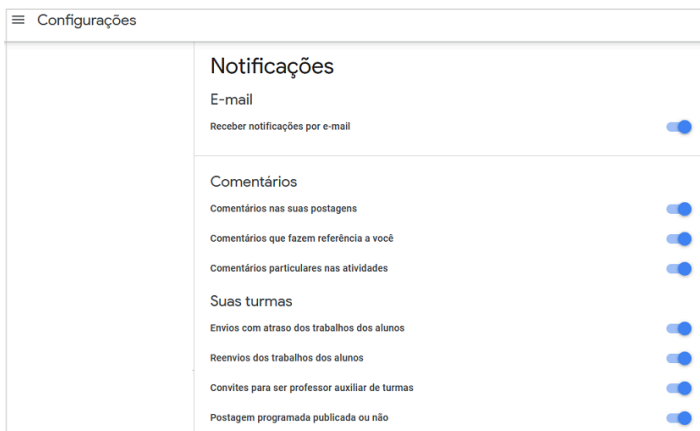 Configurações
Notificações
E-mail
Receber notificações por e-mail
Comentários
Comentários nas suas postagens
Comentários que fazem referência a você
Comentários particulares nas atividades
Suas turmas
Envios com atraso dos trabalhos dos alunos
Reenvios dos trabalhos dos alunos
Convites para ser professor auxiliar de turmas
Postagem programada publicada ou não